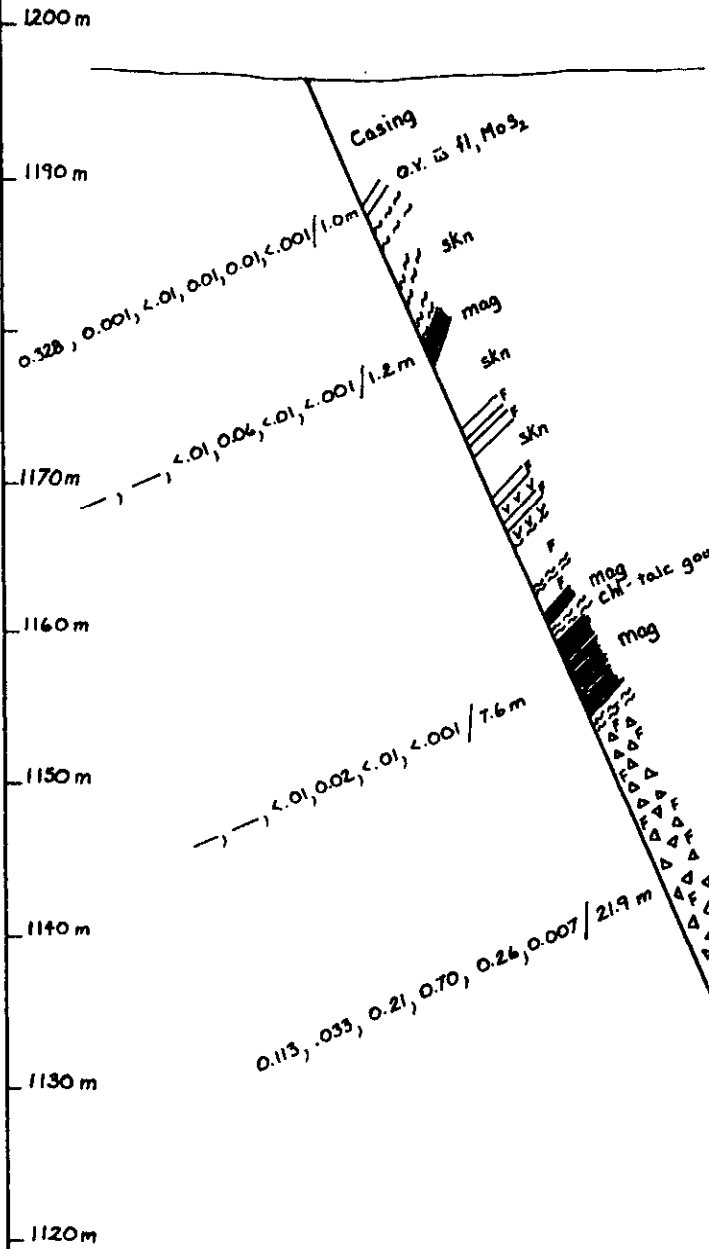 1200 m
Casing
Q.V. w̄ fl, MoS₂
1190 m
0.328, 0.001, <.01, 0.01, 0.01, <.001/1.0m
skn
mag
skn
—, —, <.01, 0.06, <.01, <.001/1.2 m
F
F
skn
1170 m
F
V V V F
V V V
F
F
mag
chl-talc gou
1160 m
mag
—, —, <.01, 0.02, <.01, <.001/7.6 m
F
F
1150 m
F
F
F
F
F
0.113, .033, 0.21, 0.70, 0.26, 0.007/21.9 m
1140 m
1130 m
1120 m